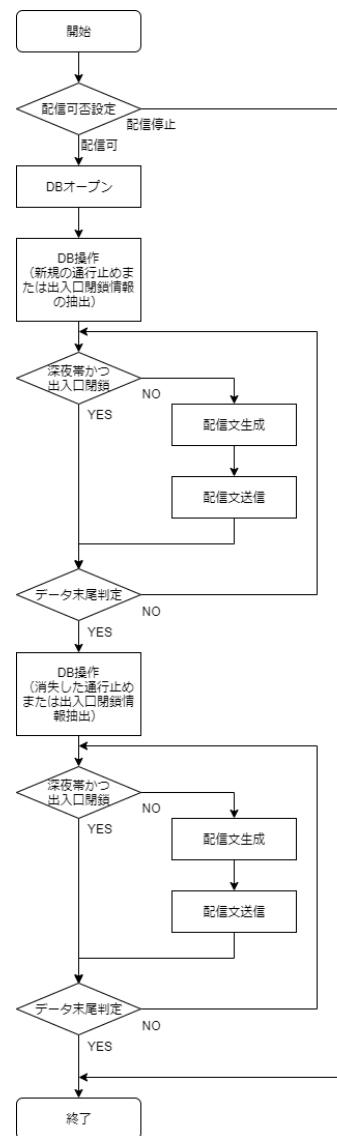 開始
配信可否設定
配信停止
配信可
DBオープン
DB操作
（新規の通行止めま
たは出入口閉鎖情報
の抽出）
深夜帯かつ
出入口閉鎖
NO
YES
配信文生成
配信文送信
データ末尾判定
NO
YES
DB操作
（消失した通行止め
または出入口閉鎖情
報抽出）
深夜帯かつ
出入口閉鎖
NO
YES
配信文生成
配信文送信
データ末尾判定
NO
YES
終了